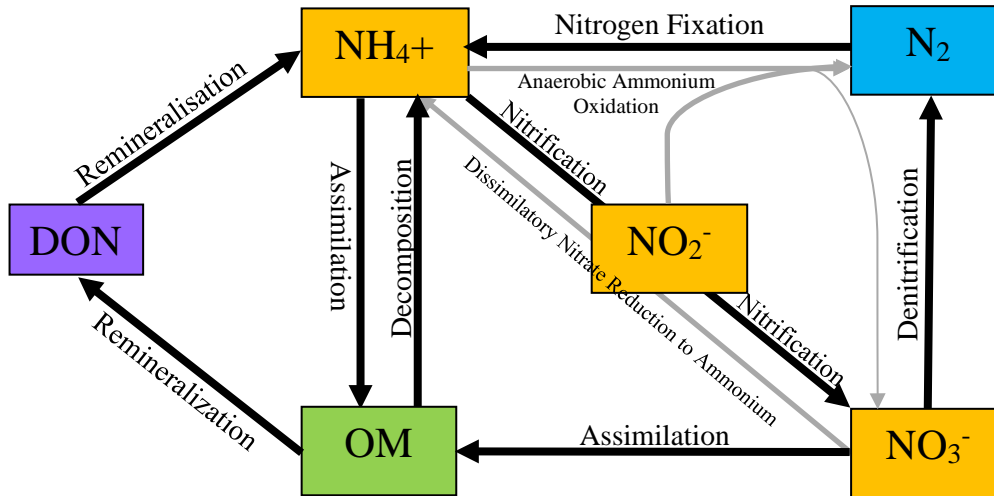 NH₄+
Nitrogen Fixation
N₂
Anaerobic Ammonium
Oxidation
Remineralisation
Nitrification
Assimilation
Decomposition
Dissimilatory Nitrate Reduction to Ammonium
Denitrification
DON
NO₂⁻
Nitrification
Remineralization
OM
Assimilation
NO₃⁻